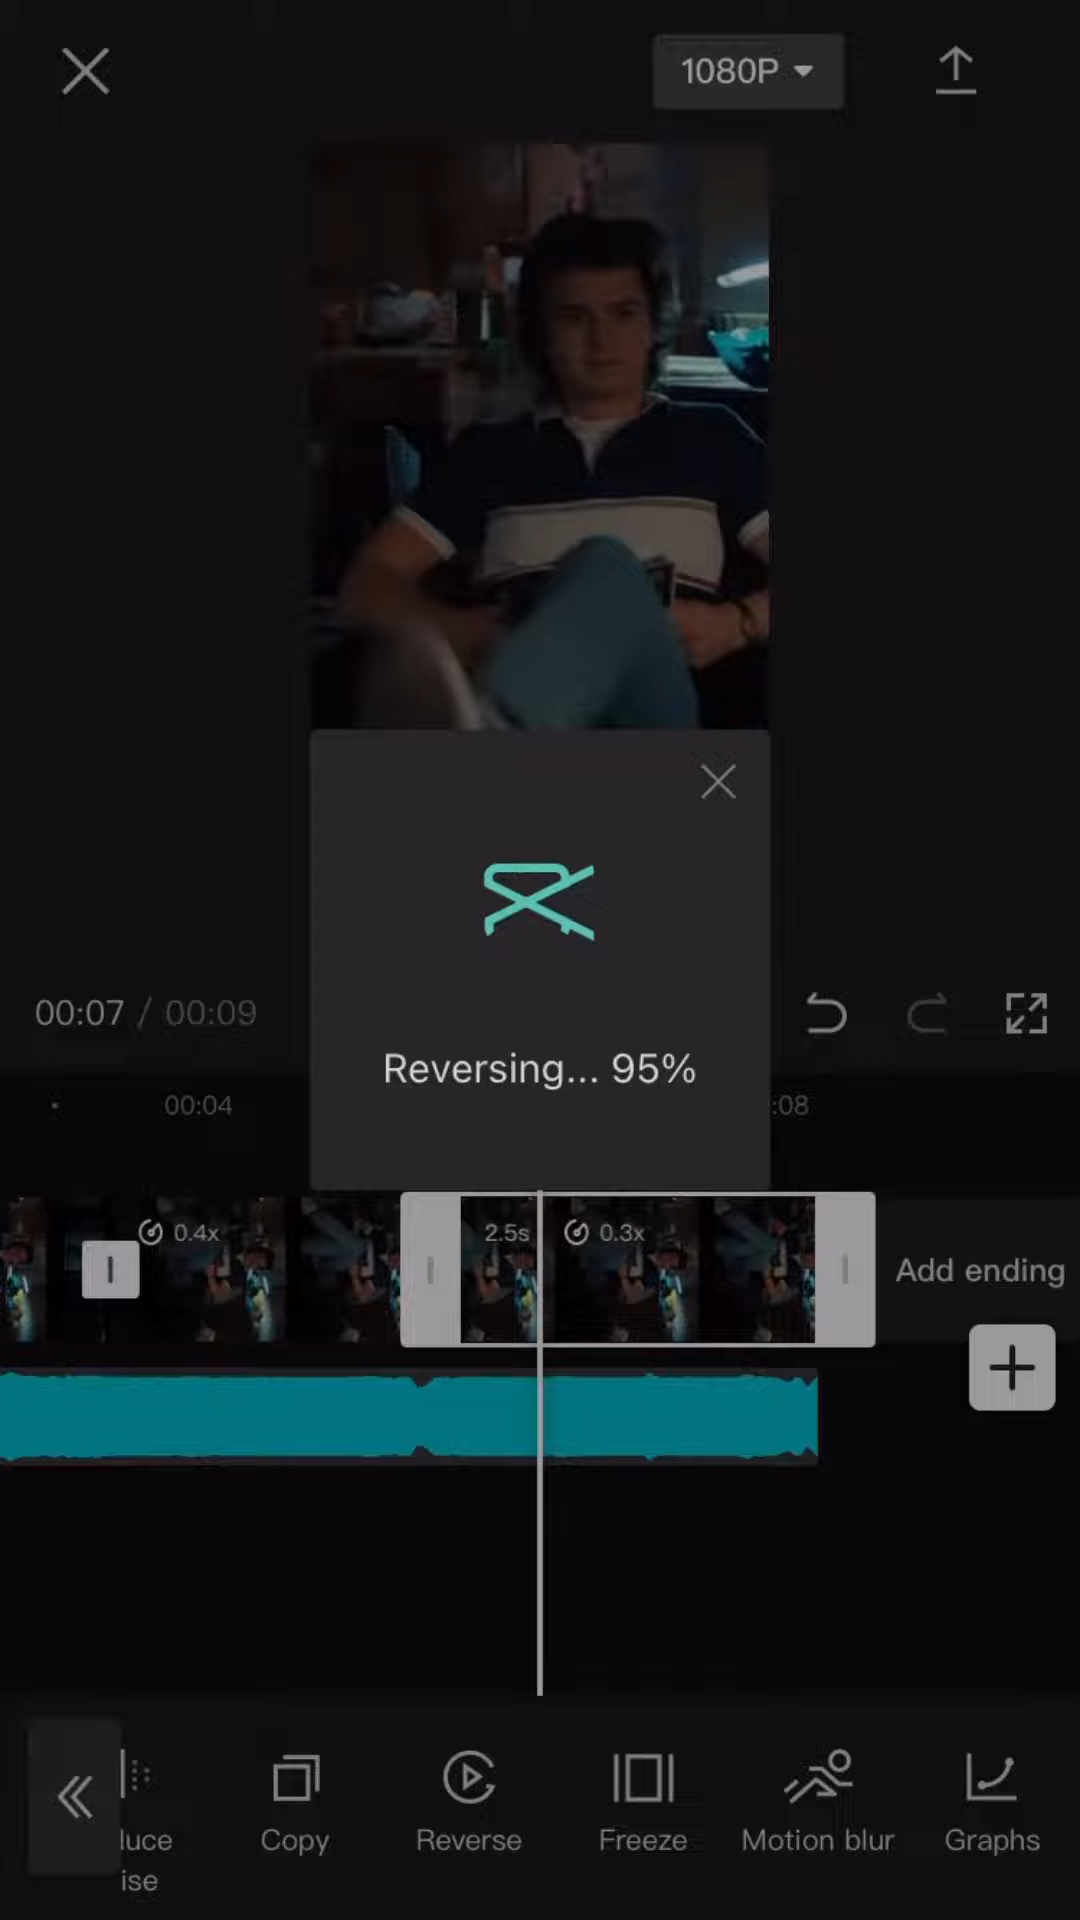 1080P
Reversing... 95%
00:07 / 00:09
00:04
:08
0.4x
2.5s
0.3x
Add ending
luce
ise
Copy
Reverse
Freeze
Motion blur
Graphs